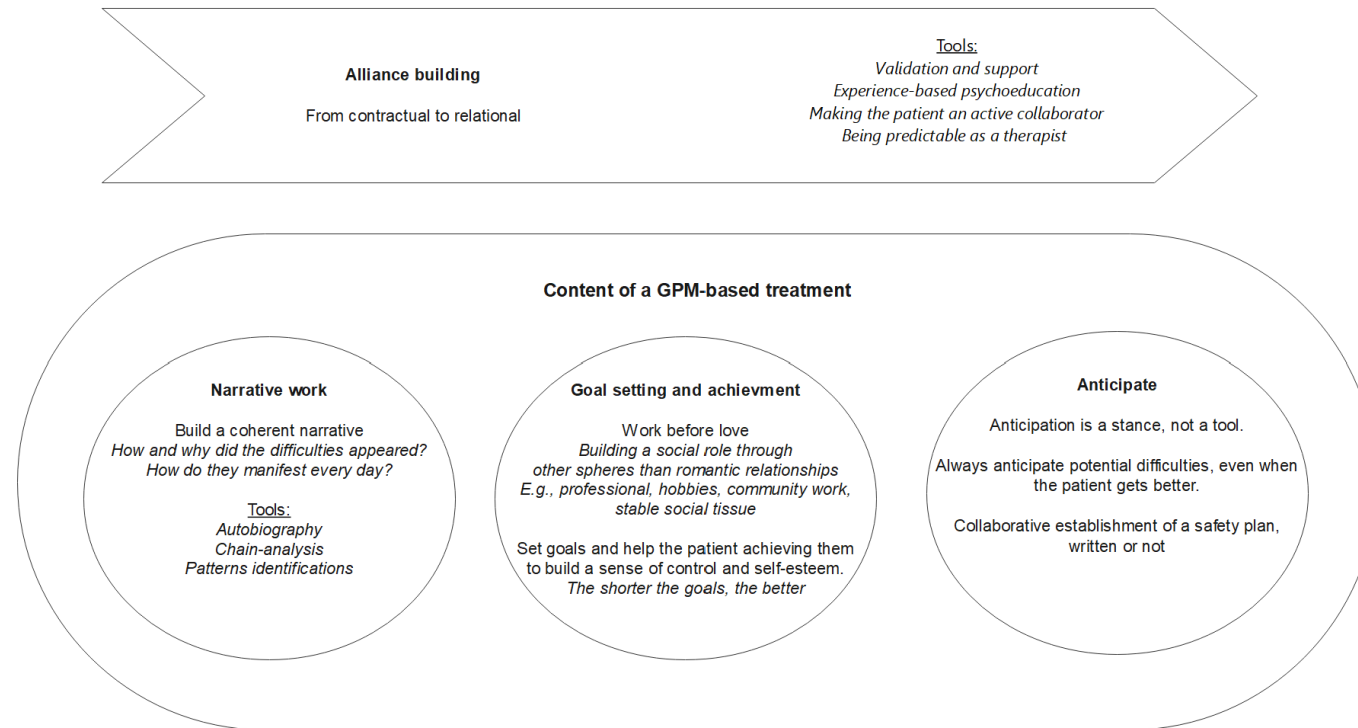 Alliance building
From contractual to relational
Tools:
Validation and support
Experience-based psychoeducation
Making the patient an active collaborator
Being predictable as a therapist
Content of a GPM-based treatment
Narrative work
Build a coherent narrative
How and why did the difficulties appeared?
How do they manifest every day?
Tools:
Autobiography
Chain-analysis
Patterns identifications
Goal setting and achievment
Work before love
Building a social role through
other spheres than romantic relationships
E.g., professional, hobbies, community work,
stable social tissue
Set goals and help the patient achieving them
to build a sense of control and self-esteem.
The shorter the goals, the better
Anticipate
Anticipation is a stance, not a tool.
Always anticipate potential difficulties, even when
the patient gets better.
Collaborative establishment of a safety plan,
written or not